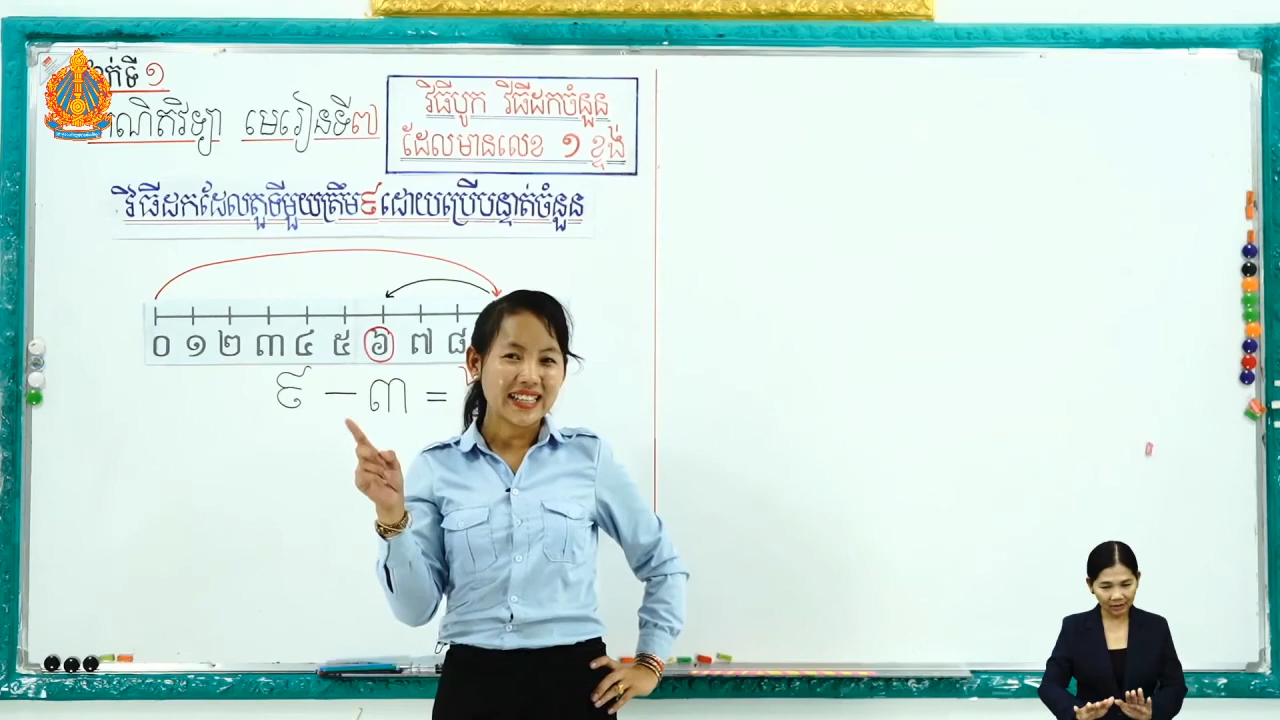 ថ្នាក់ទី ១
គណិតវិទ្យា មេរៀនទី៧
វិធីបូក វិធីដកចំនួន
ដែលមានលេខ ១ ខ្ទង់
វិធីដកដែលតួទីមួយត្រឹម៩ដោយប្រើបន្ទាត់ចំនួន
០ ១ ២ ៣ ៤ ៥ ៦ ៧ ៨
៩ – ៣ =